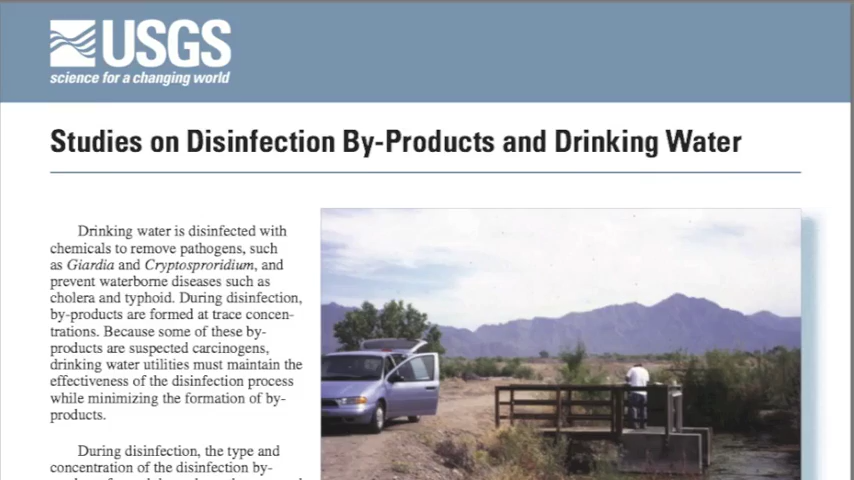 USGS
science for a changing world
Studies on Disinfection By-Products and Drinking Water
Drinking water is disinfected with
chemicals to remove pathogens, such
as Giardia and Cryptosproridium, and
prevent waterborne diseases such as
cholera and typhoid. During disinfection,
by-products are formed at trace concen-
trations. Because some of these by-
products are suspected carcinogens,
drinking water utilities must maintain the
effectiveness of the disinfection process
while minimizing the formation of by-
products.
During disinfection, the type and
concentration of the disinfection by-